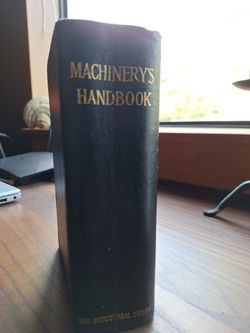 MACHINERY'S
HANDBOOK
THE INDUSTRIAL PRESS